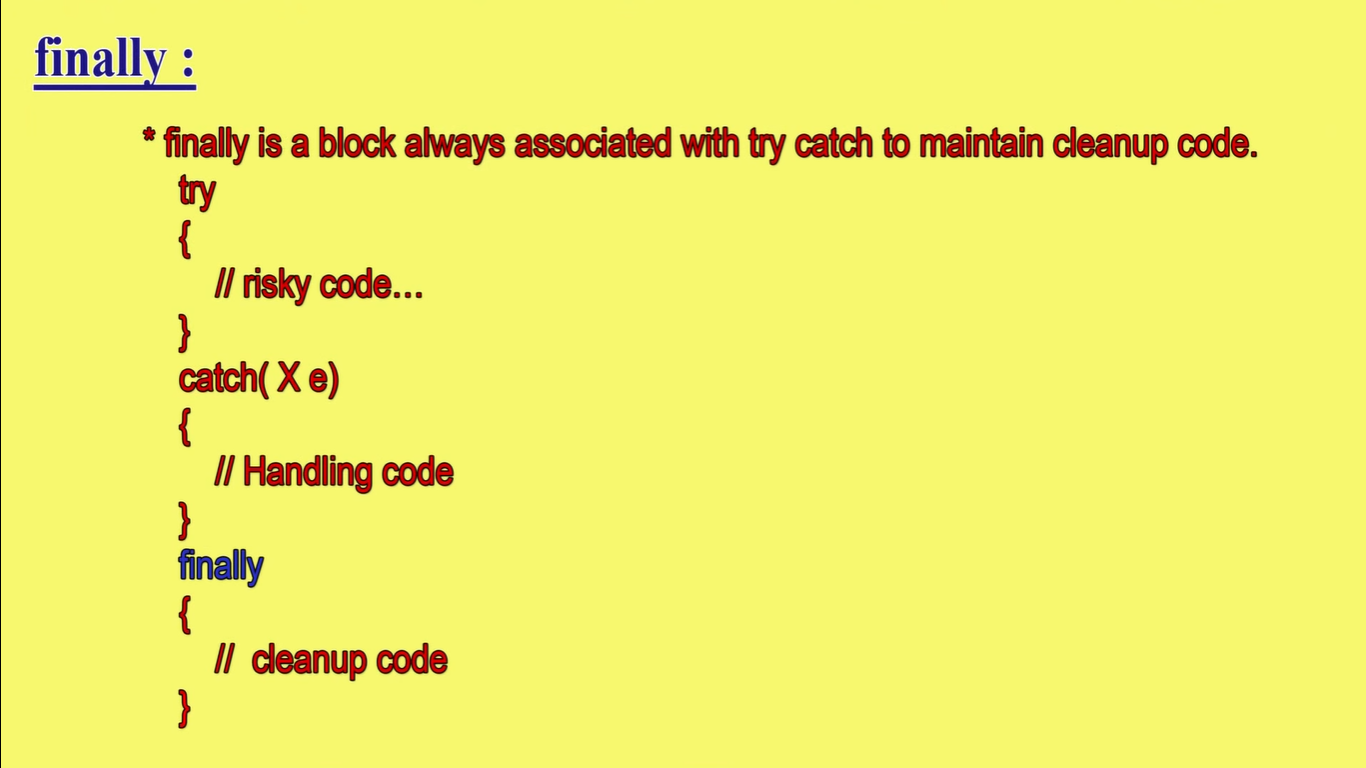 finally :
* finally is a block always associated with try catch to maintain cleanup code.
try
{
// risky code…
}
catch( X e)
{
// Handling code
}
finally
{
//  cleanup code
}